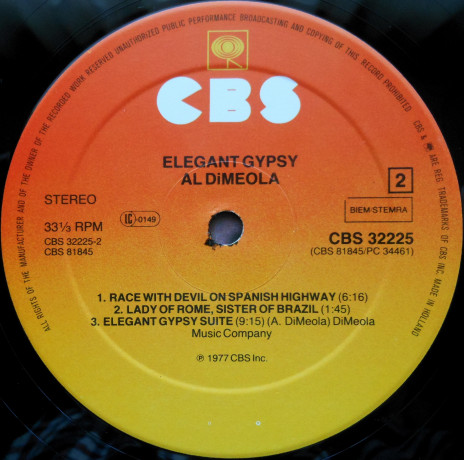 ALL RIGHTS OF THE MANUFACTURER AND OF THE OWNER OF THE RECORDED WORK RESERVED UNAUTHORIZED PUBLIC PERFORMANCE BROADCASTING AND COPYING OF THIS RECORD PROHIBITED
CBS & ARE REG. TRADEMARKS OF CBS INC. MADE IN HOLLAND
CBS
ELEGANT GYPSY
AL DiMEOLA
2
STEREO
BIEM/STEMRA
LC-0149
33⅓ RPM
CBS 32225-2
CBS 81845
CBS 32225
(CBS 81845/PC 34461)
1. RACE WITH DEVIL ON SPANISH HIGHWAY (6:16)
2. LADY OF ROME, SISTER OF BRAZIL (1:45)
3. ELEGANT GYPSY SUITE (9:15) (A. DiMeola) DiMeola
Music Company
℗ 1977 CBS Inc.